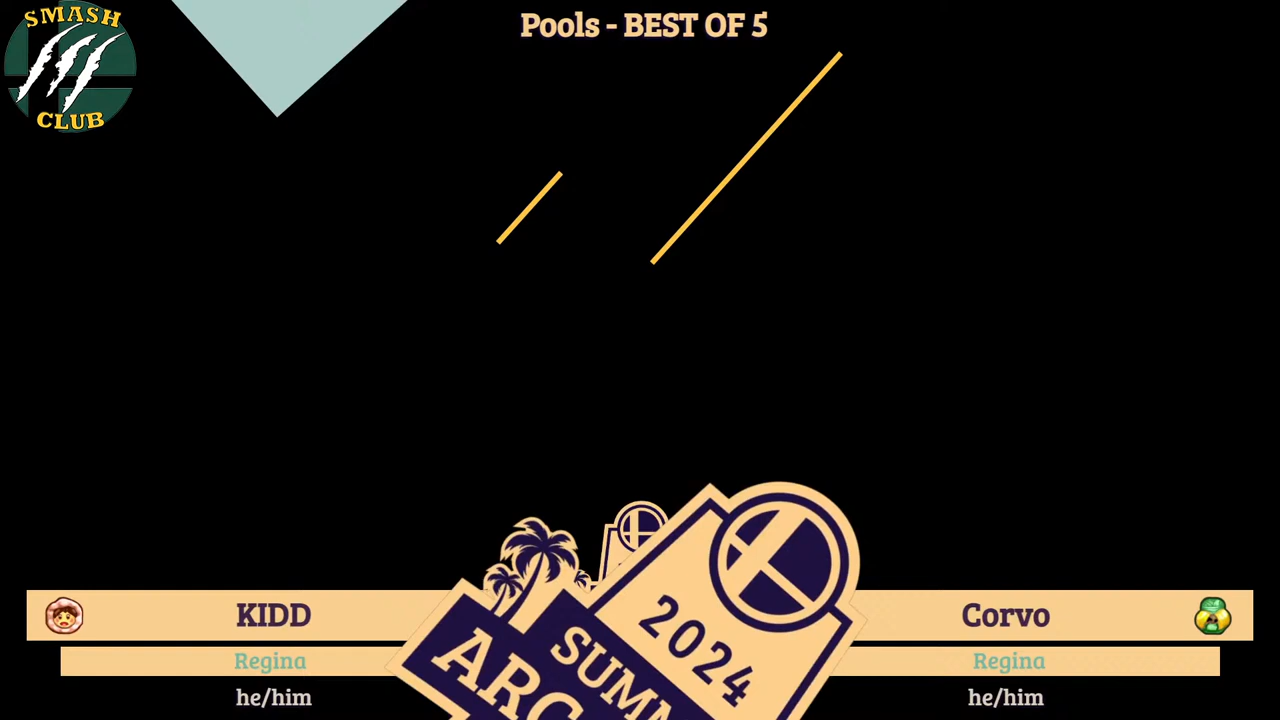 SMASH
CLUB
Pools - BEST OF 5
2024
SUMM
ARC
KIDD
Corvo
Regina
Regina
he/him
he/him